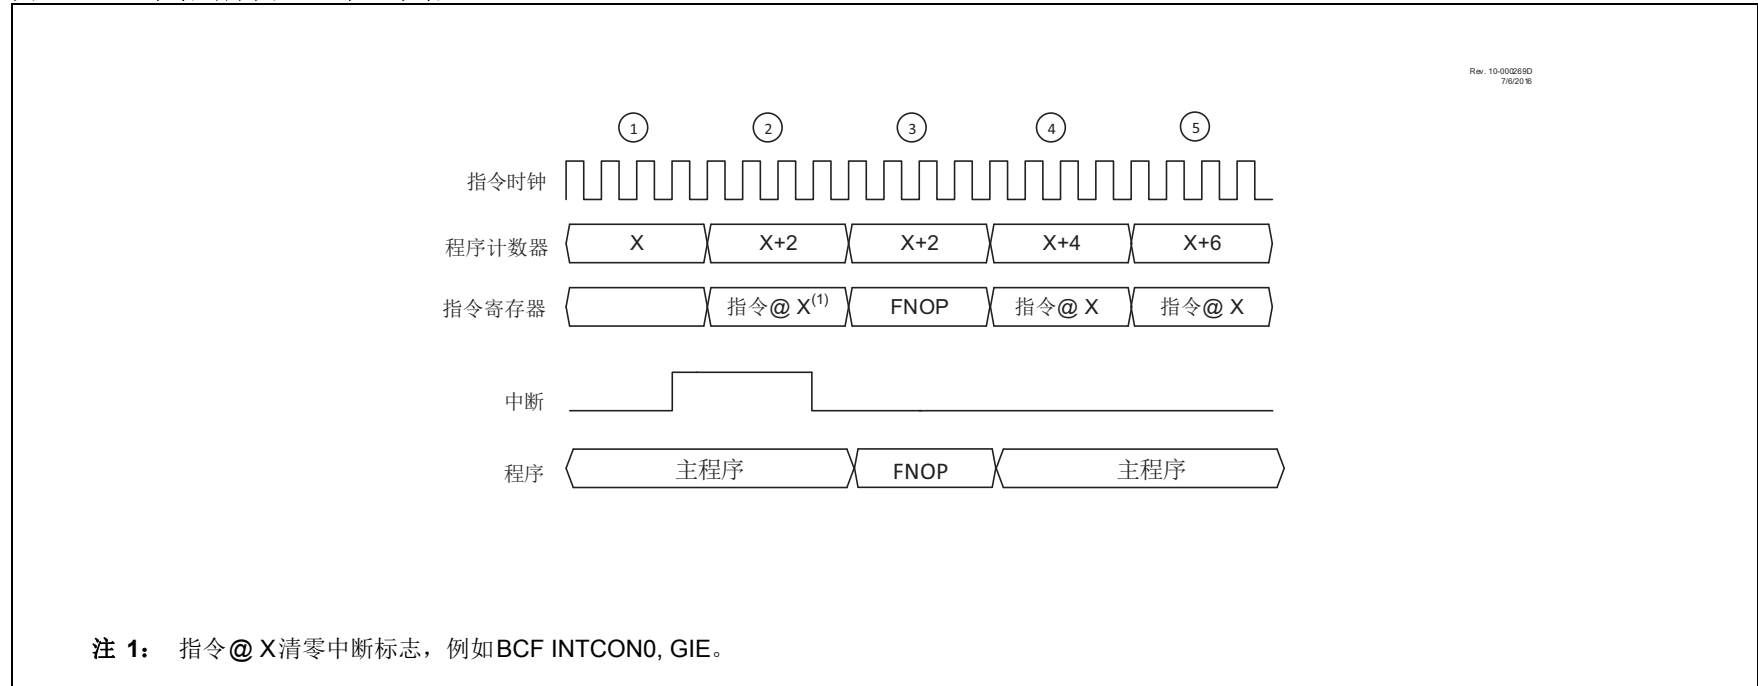 Rev. 10-000269D
7/6/2016
1 2 3 4 5
指令时钟
程序计数器 X X+2 X+2 X+4 X+6
指令寄存器 指令@ X(1) FNOP 指令@ X 指令@ X
中断
程序 主程序 FNOP 主程序
注 1： 指令@ X清零中断标志，例如BCF INTCON0, GIE。